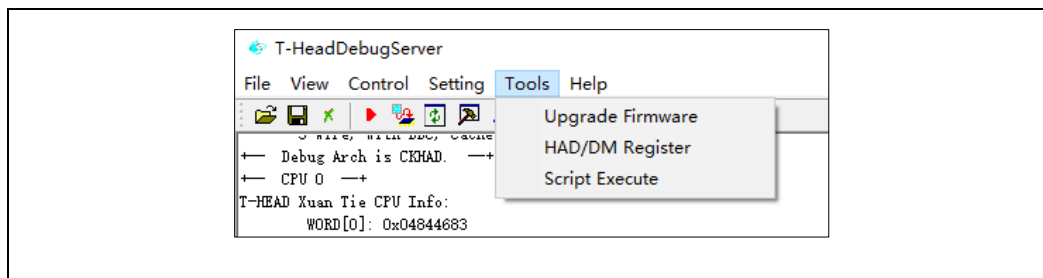 T-HeadDebugServer
File View Control Setting Tools Help
Upgrade Firmware
HAD/DM Register
Script Execute
+── Debug Arch is CKHAD. ──+
+── CPU 0 ──+
T-HEAD Xuan Tie CPU Info:
WORD[0]: 0x04844683